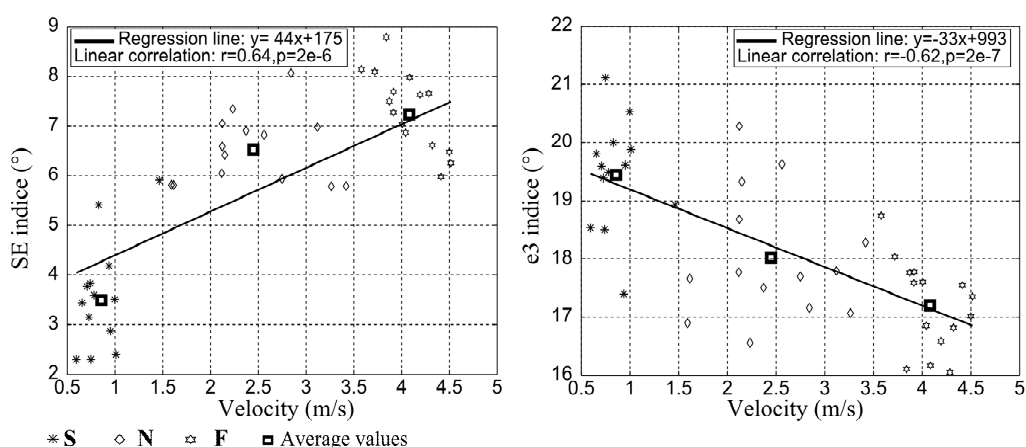 Regression line: y= 44x+175
Linear correlation: r=0.64,p=2e-6
SE indice (°)
9
8
7
6
5
4
3
2
0.5 1 1.5 2 2.5 3 3.5 4 4.5 5
Velocity (m/s)
Regression line: y=-33x+993
Linear correlation: r=-0.62,p=2e-7
e3 indice (°)
22
21
20
19
18
17
16
0.5 1 1.5 2 2.5 3 3.5 4 4.5 5
Velocity (m/s)
S N F Average values